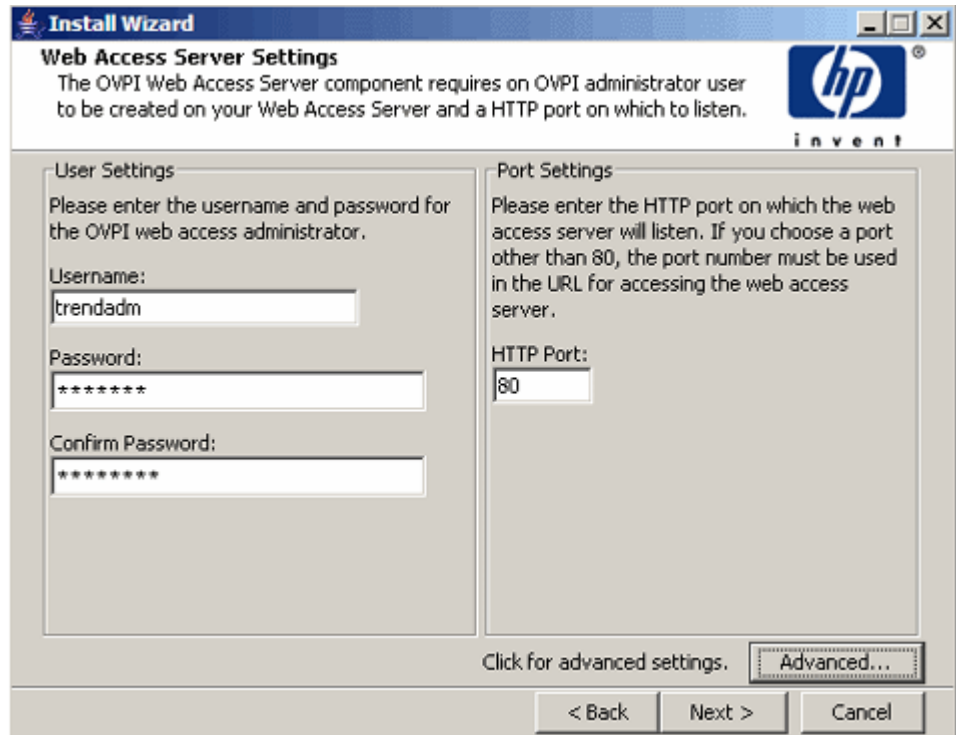 Install Wizard
Web Access Server Settings
The OVPI Web Access Server component requires on OVPI administrator user
to be created on your Web Access Server and a HTTP port on which to listen.
hp
®
invent
User Settings
Please enter the username and password for
the OVPI web access administrator.
Username:
trendadm
Password:
*******
Confirm Password:
********
Port Settings
Please enter the HTTP port on which the web
access server will listen. If you choose a port
other than 80, the port number must be used
in the URL for accessing the web access
server.
HTTP Port:
80
Click for advanced settings.
Advanced...
< Back
Next >
Cancel